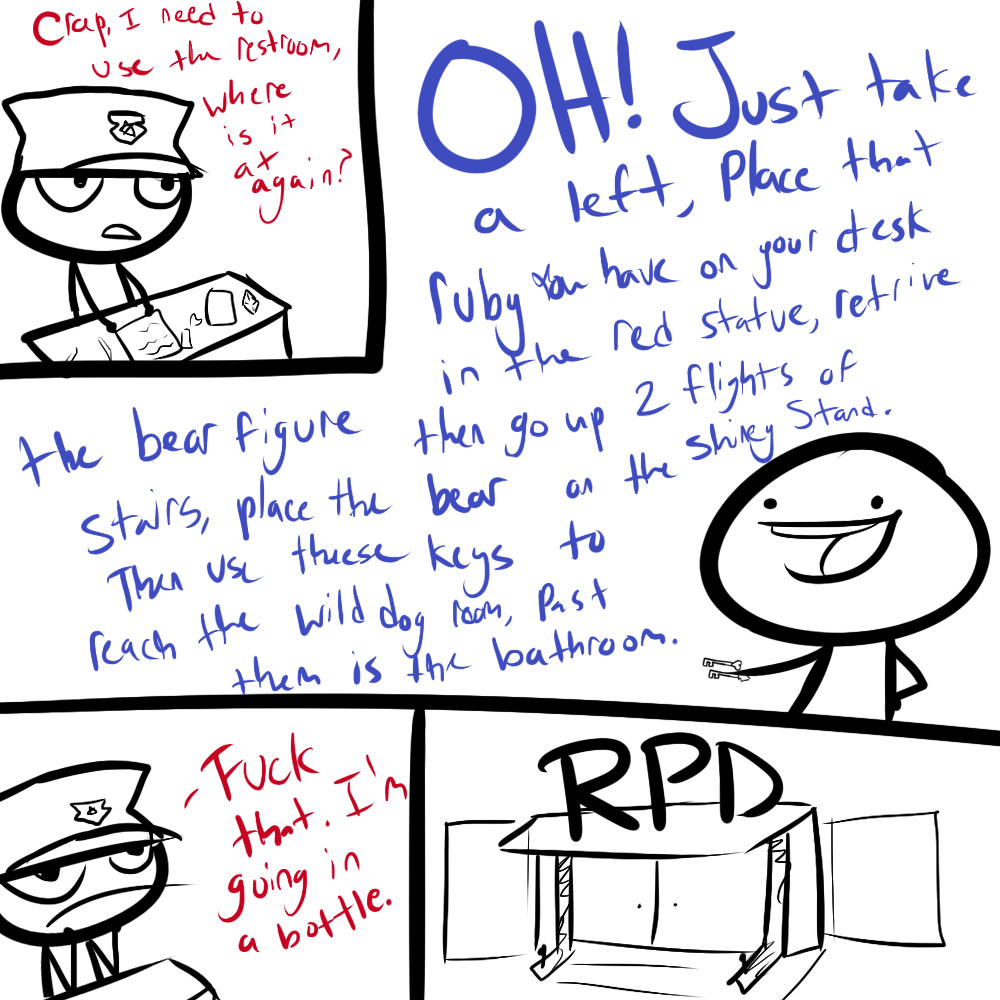 Crap, I need to
use the restroom,
where
is it
at
again?
OH! Just take
a left, Place that
ruby You have on your desk
in the red statue, retrive
the bear figure then go up 2 flights of
stairs, place the bear on the shiney Stand.
Then use theese keys to
reach the wild dog room, Past
them is the bathroom.
Fuck
that. I'm
going in
a bottle.
RPD